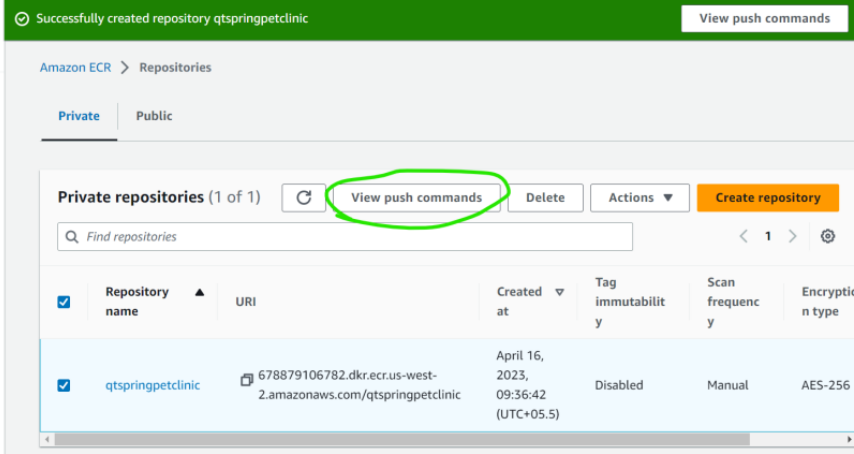 Successfully created repository qtspringpetclinic View push commands
Amazon ECR Repositories
Private Public
Private repositories (1 of 1) View push commands Delete Actions Create repository
Find repositories 1
Repository name URI Created at Tag immutability Scan frequency Encryption type
qtspringpetclinic
678879106782.dkr.ecr.us-west-
2.amazonaws.com/qtspringpetclinic
April 16,
2023,
09:36:42
(UTC+05.5)
Disabled Manual AES-256